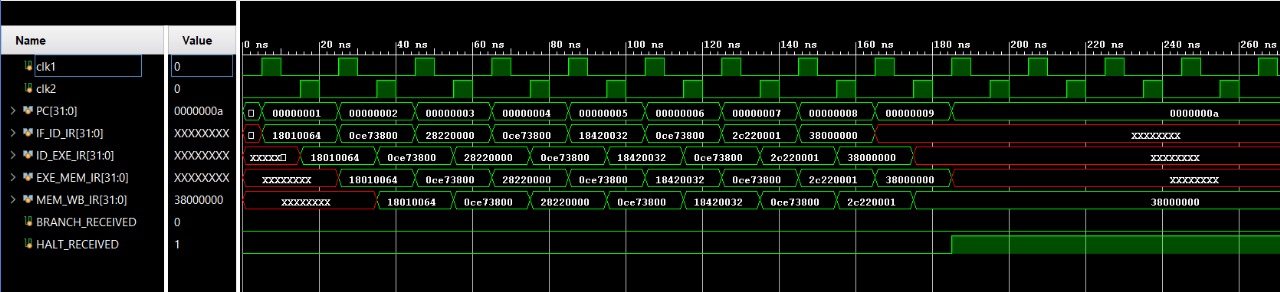 Name Value 0 ns 20 ns 40 ns 60 ns 80 ns 100 ns 120 ns 140 ns 160 ns 180 ns 200 ns 220 ns 240 ns 260 ns
clk1 0
clk2 0
PC[31:0] 0000000a 00000001 00000002 00000003 00000004 00000005 00000006 00000007 00000008 00000009 0000000a
IF_ID_IR[31:0] XXXXXXXX 18010064 0ce73800 28220000 0ce73800 18420032 0ce73800 2c220001 38000000 XXXXXXXX
ID_EXE_IR[31:0] XXXXXXXX XXXXX 18010064 0ce73800 28220000 0ce73800 18420032 0ce73800 2c220001 38000000 XXXXXXXX
EXE_MEM_IR[31:0] XXXXXXXX XXXXXXXX 18010064 0ce73800 28220000 0ce73800 18420032 0ce73800 2c220001 38000000 XXXXXXXX
MEM_WB_IR[31:0] 38000000 XXXXXXXX 18010064 0ce73800 28220000 0ce73800 18420032 0ce73800 2c220001 38000000
BRANCH_RECEIVED 0
HALT_RECEIVED 1